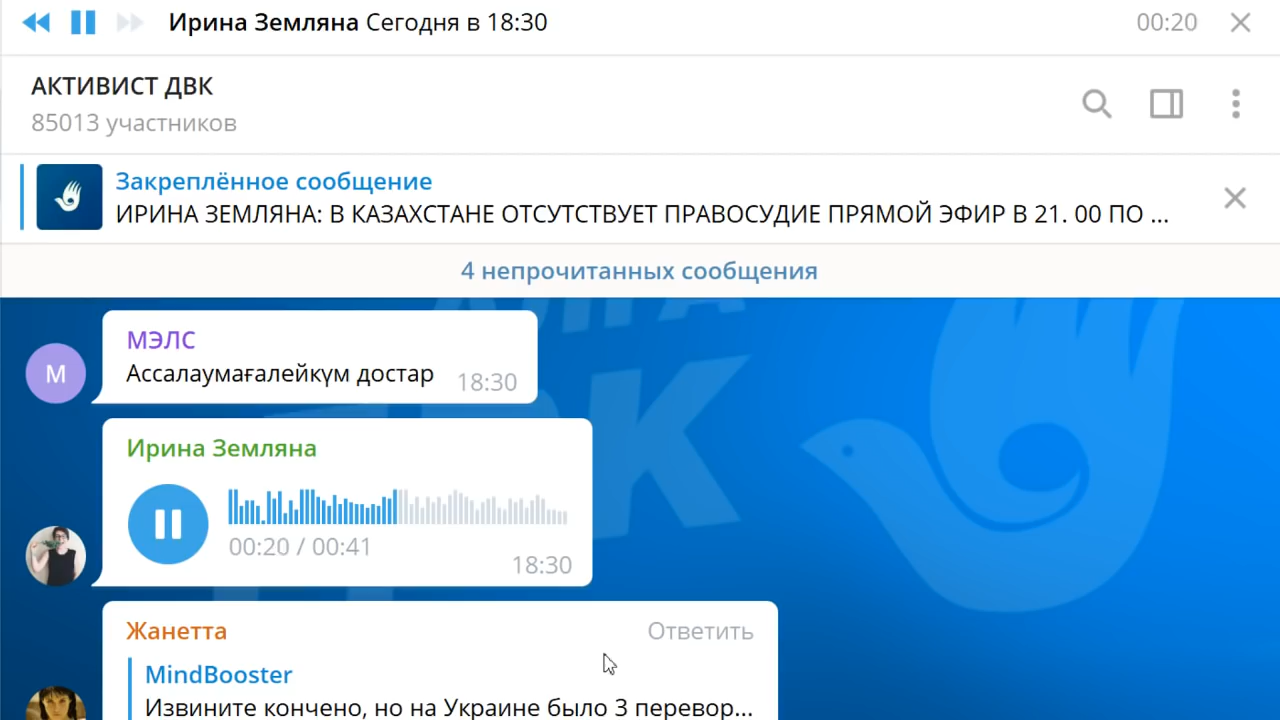 Ирина Земляна Сегодня в 18:30 00:20
АКТИВИСТ ДВК
85013 участников
Закреплённое сообщение
ИРИНА ЗЕМЛЯНА: В КАЗАХСТАНЕ ОТСУТСТВУЕТ ПРАВОСУДИЕ ПРЯМОЙ ЭФИР В 21. 00 ПО ...
4 непрочитанных сообщения
МЭЛС
М
Ассалаумағалейкүм достар 18:30
Ирина Земляна
00:20 / 00:41
18:30
Жанетта Ответить
MindBooster
Извините кончено, но на Украине было 3 перевор...